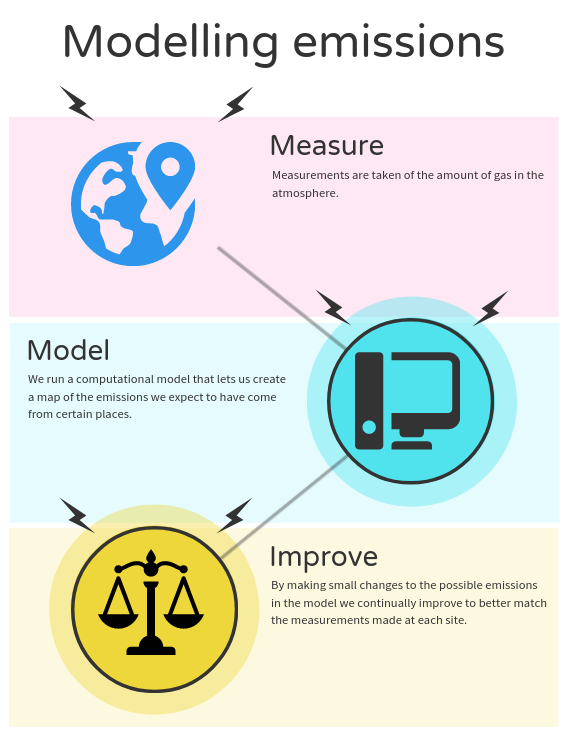 Modelling emissions
Measure
Measurements are taken of the amount of gas in the
atmosphere.
Model
We run a computational model that lets us create
a map of the emissions we expect to have come
from certain places.
Improve
By making small changes to the possible emissions
in the model we continually improve to better match
the measurements made at each site.